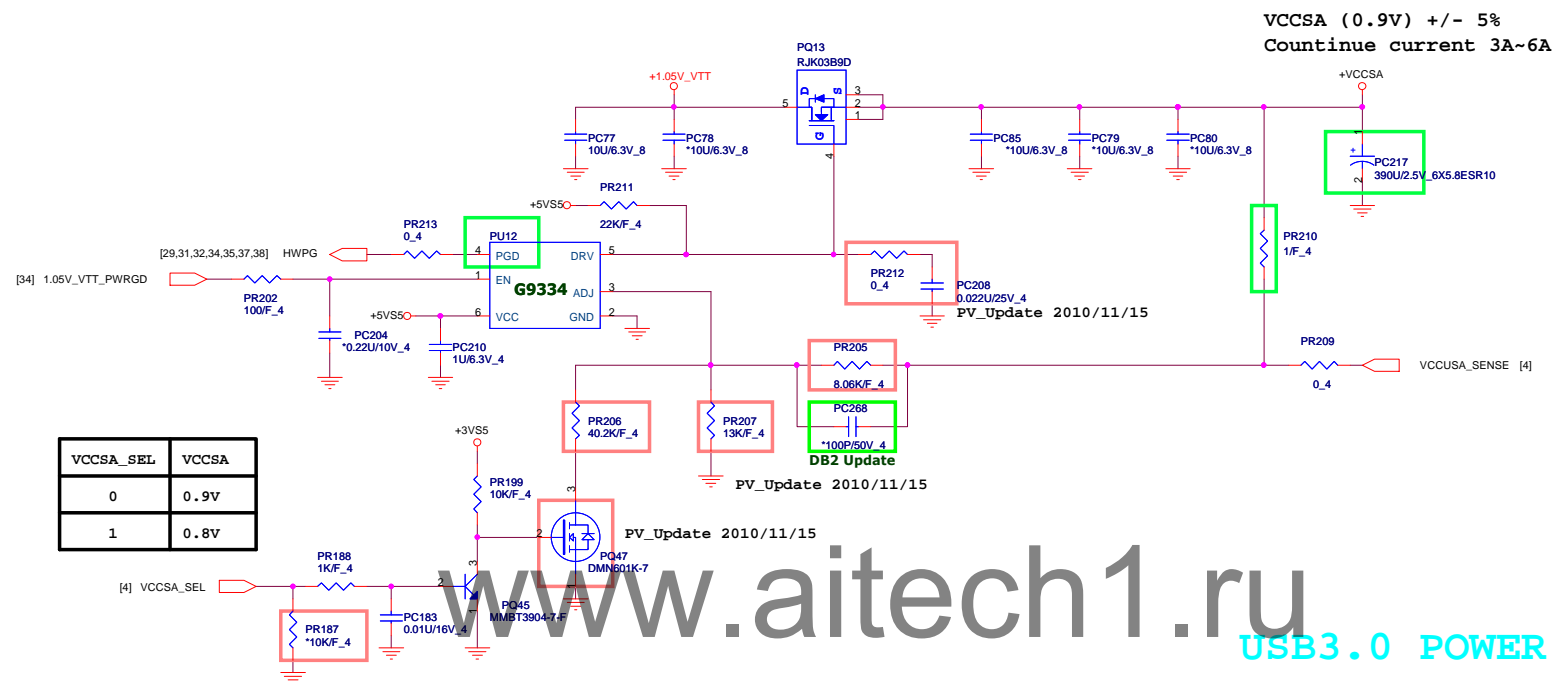 VCCSA (0.9V) +/- 5%
Countinue current 3A~6A
+VCCSA
PQ13
RJK03B9D
+1.05V_VTT
D
S
G
5
3
2
1
4
PC77
10U/6.3V_8
PC78
*10U/6.3V_8
PC85
*10U/6.3V_8
PC79
*10U/6.3V_8
PC80
*10U/6.3V_8
1
+
2
PC217
390U/2.5V_6X5.8ESR10
PR211
22K/F_4
+5VS5
PR213
0_4
[29,31,32,34,35,37,38] HWPG
[34] 1.05V_VTT_PWRGD
PR202
100/F_4
PC204
*0.22U/10V_4
+5VS5
PC210
1U/6.3V_4
PU12
4 PGD
1 EN
6 VCC
G9334
DRV 5
ADJ 3
GND 2
PR212
0_4
PC208
0.022U/25V_4
PV_Update 2010/11/15
PR210
1/F_4
PR205
8.06K/F_4
PC268
*100P/50V_4
DB2 Update
PR209
0_4
VCCUSA_SENSE [4]
PR206
40.2K/F_4
PR207
13K/F_4
PV_Update 2010/11/15
+3VS5
PR199
10K/F_4
VCCSA_SEL VCCSA
0 0.9V
1 0.8V
3
2
1
PQ47
DMN601K-7
PV_Update 2010/11/15
[4] VCCSA_SEL
PR188
1K/F_4
PR187
*10K/F_4
PC183
0.01U/16V_4
3
2
1
PQ45
MMBT3904-7-F
www.aitech1.ru
USB3.0 POWER